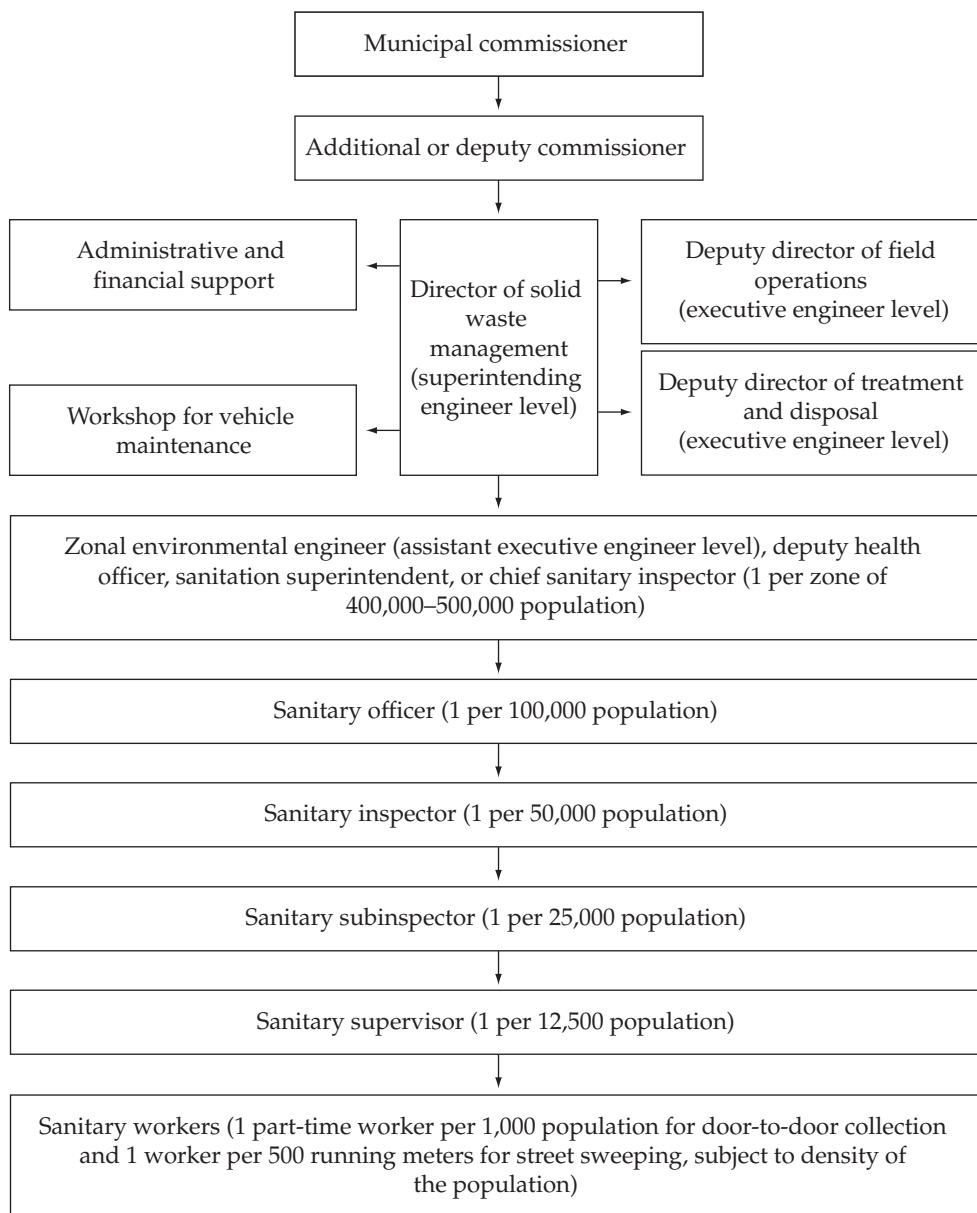 Municipal commissioner
Additional or deputy commissioner
Administrative and
financial support
Workshop for vehicle
maintenance
Director of solid
waste
management
(superintending
engineer level)
Deputy director of field
operations
(executive engineer level)
Deputy director of treatment
and disposal
(executive engineer level)
Zonal environmental engineer (assistant executive engineer level), deputy health
officer, sanitation superintendent, or chief sanitary inspector (1 per zone of
400,000–500,000 population)
Sanitary officer (1 per 100,000 population)
Sanitary inspector (1 per 50,000 population)
Sanitary subinspector (1 per 25,000 population)
Sanitary supervisor (1 per 12,500 population)
Sanitary workers (1 part-time worker per 1,000 population for door-to-door collection
and 1 worker per 500 running meters for street sweeping, subject to density of
the population)